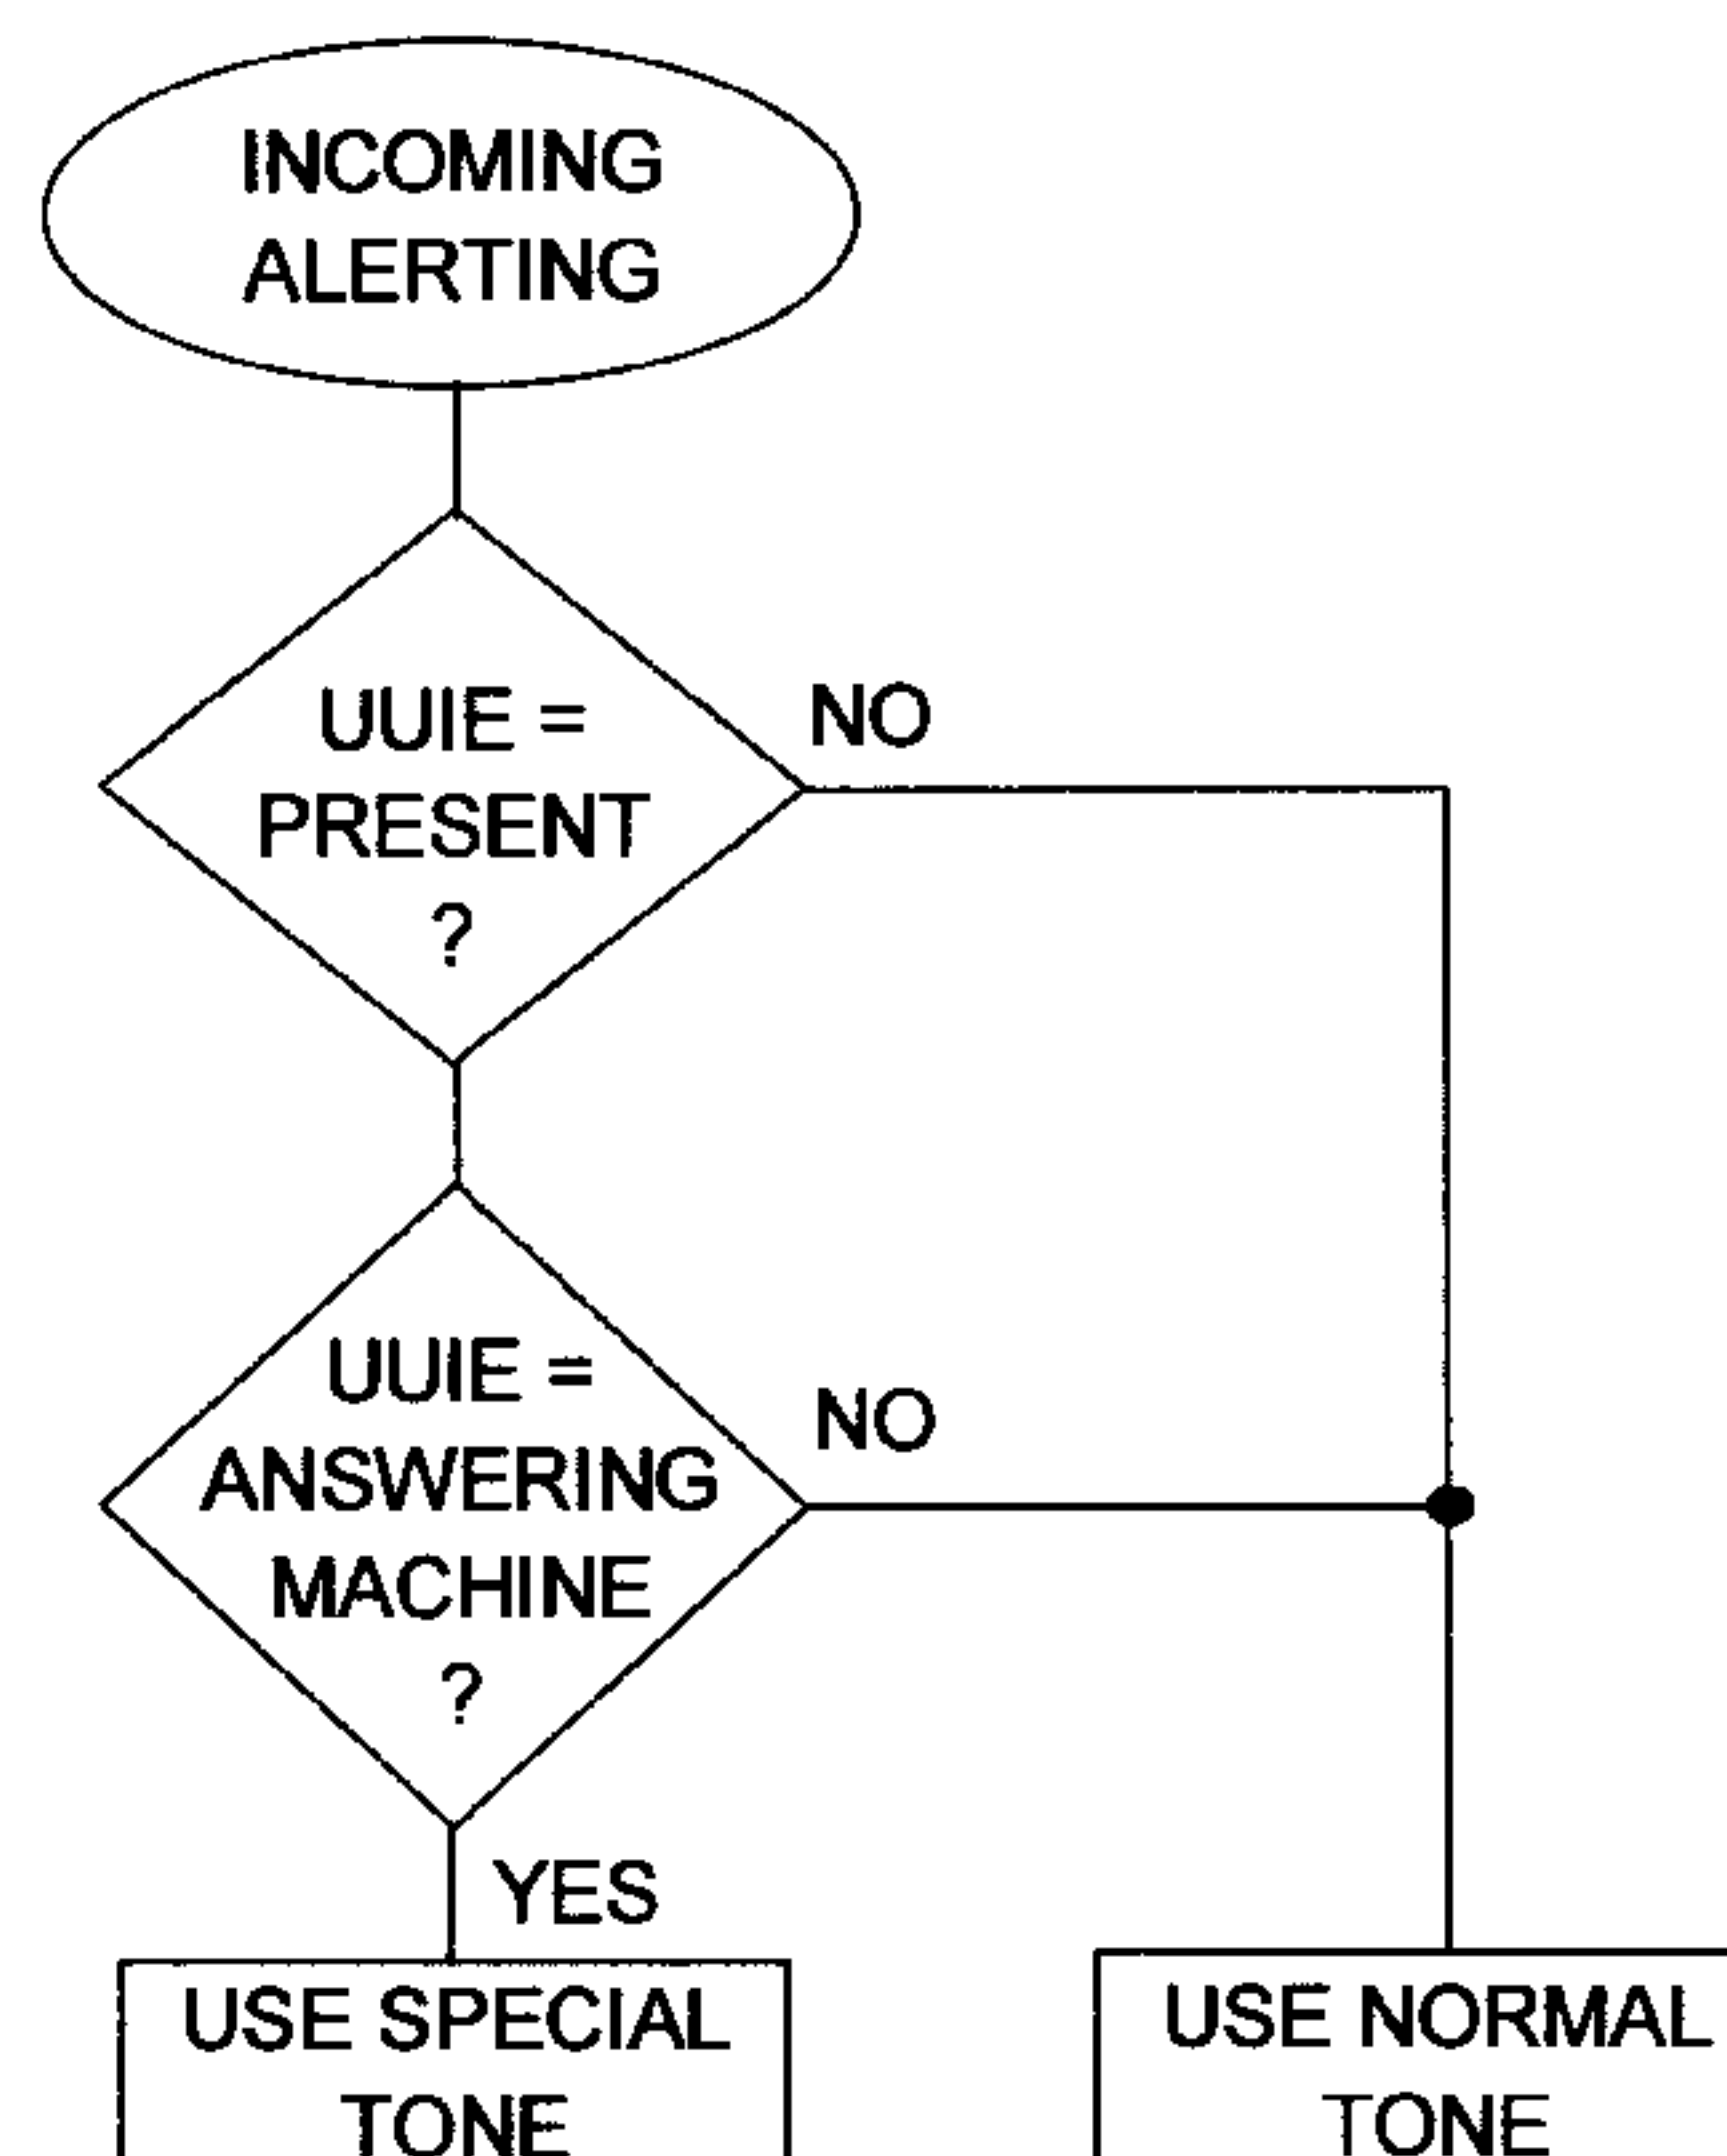 INCOMING
ALERTING
UUIE =
PRESENT
?
NO
UUIE =
ANSWERING
MACHINE
?
NO
YES
USE SPECIAL
TONE
USE NORMAL
TONE